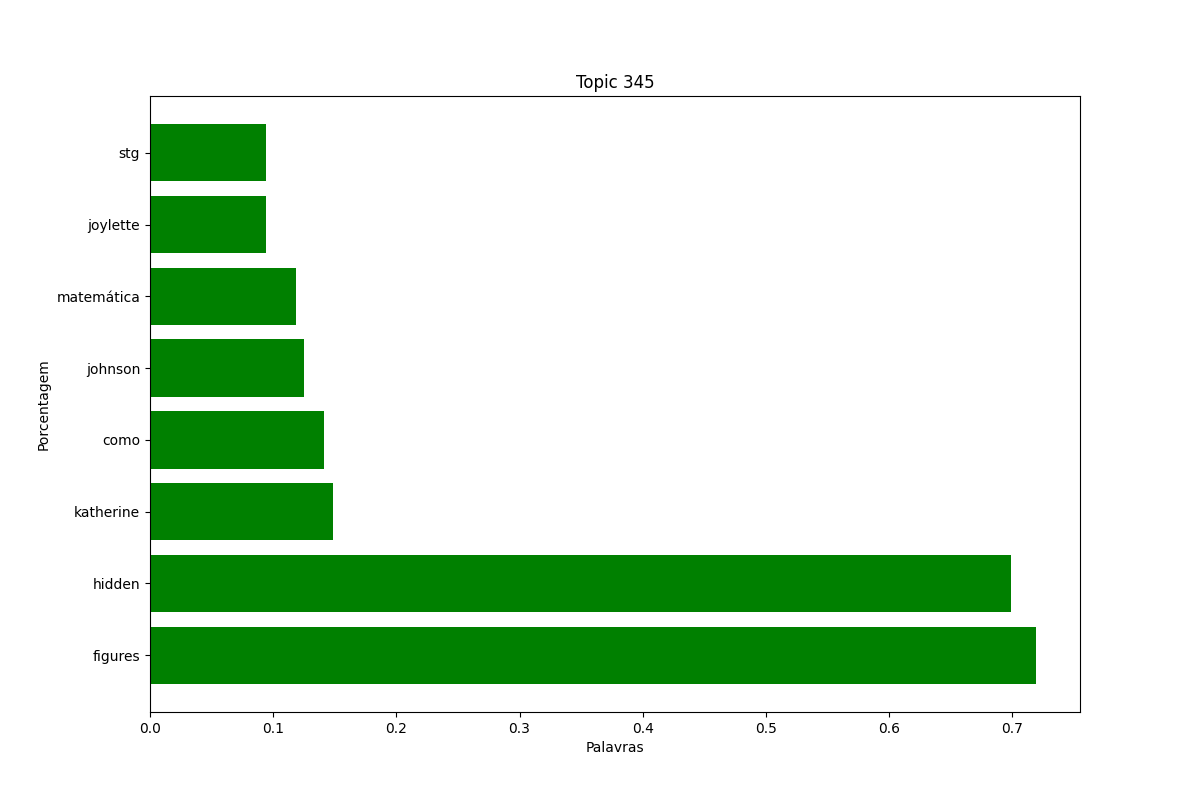 Topic 345
stg
joylette
matemática
johnson
como
katherine
hidden
figures
Porcentagem
0.0 0.1 0.2 0.3 0.4 0.5 0.6 0.7
Palavras